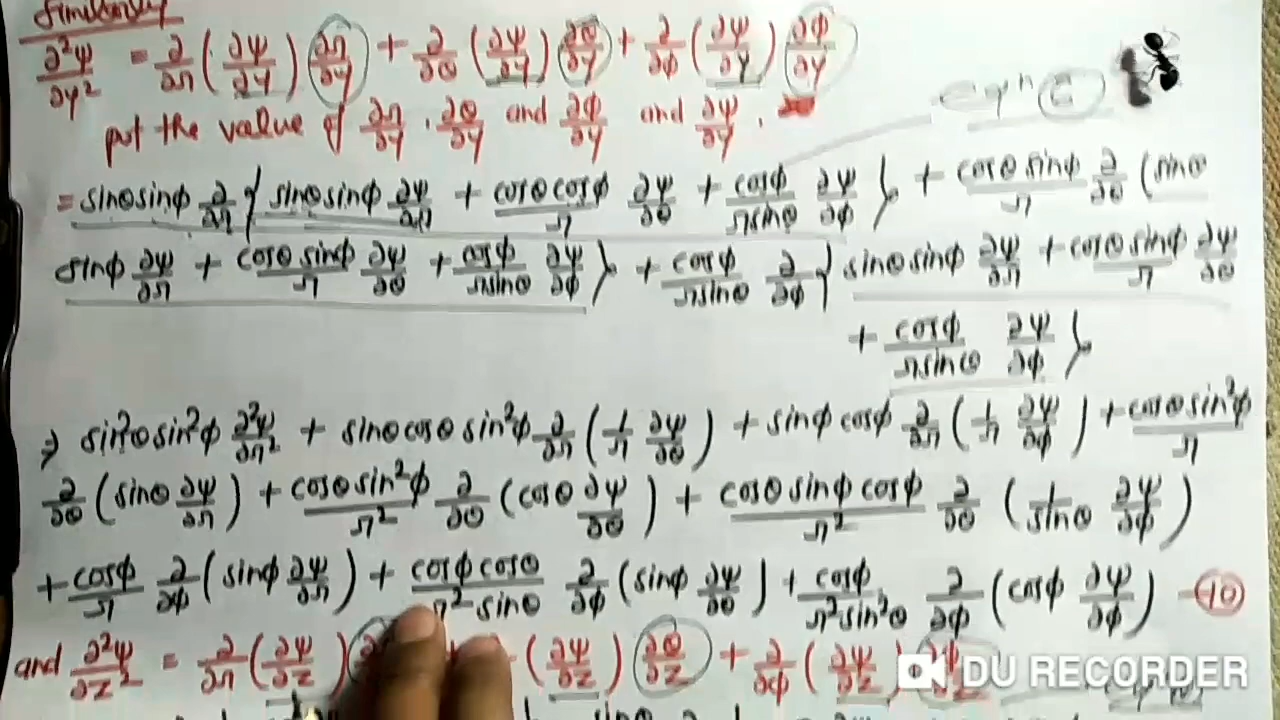 Similarly
∂²ψ/∂y² = ∂/∂r (∂ψ/∂y) ∂r/∂y + ∂/∂θ (∂ψ/∂y) ∂θ/∂y + ∂/∂φ (∂ψ/∂y) ∂φ/∂y
eqⁿ
put the value of ∂r/∂y . ∂θ/∂y and ∂φ/∂y and ∂ψ/∂y .
= sinθ sinφ ∂/∂r { sinθ sinφ ∂ψ/∂r + cosθ cosφ/r ∂ψ/∂θ + cosφ/r sinθ ∂ψ/∂φ } + cosθ sinφ/r ∂/∂θ ( sinθ
sinφ ∂ψ/∂r + cosθ sinφ/r ∂ψ/∂θ + cosφ/r sinθ ∂ψ/∂φ } + cosφ/r sinθ ∂/∂φ { sinθ sinφ ∂ψ/∂r + cosθ sinφ/r ∂ψ/∂θ
+ cosφ/r sinθ ∂ψ/∂φ }
⇒ sin²θ sin²φ ∂²ψ/∂r² + sinθ cosθ sin²φ ∂/∂r (1/r ∂ψ/∂θ) + sinφ cosφ ∂/∂r (1/r ∂ψ/∂φ) + cosθ sin²φ/r
∂/∂θ (sinθ ∂ψ/∂r) + cosθ sin²φ/r² ∂/∂θ (cosθ ∂ψ/∂θ) + cosθ sinφ cosφ/r² ∂/∂θ (1/sinθ ∂ψ/∂φ)
+ cosφ/r ∂/∂φ (sinφ ∂ψ/∂r) + cosφ cosθ/r² sinθ ∂/∂φ (sinφ ∂ψ/∂θ) + cosφ/r² sin²θ ∂/∂φ (cosφ ∂ψ/∂φ) —10
and ∂²ψ/∂z² = ∂/∂r (∂ψ/∂z) (∂ψ/∂z) ∂θ/∂z + ∂/∂φ (∂ψ/∂z)
DU RECORDER